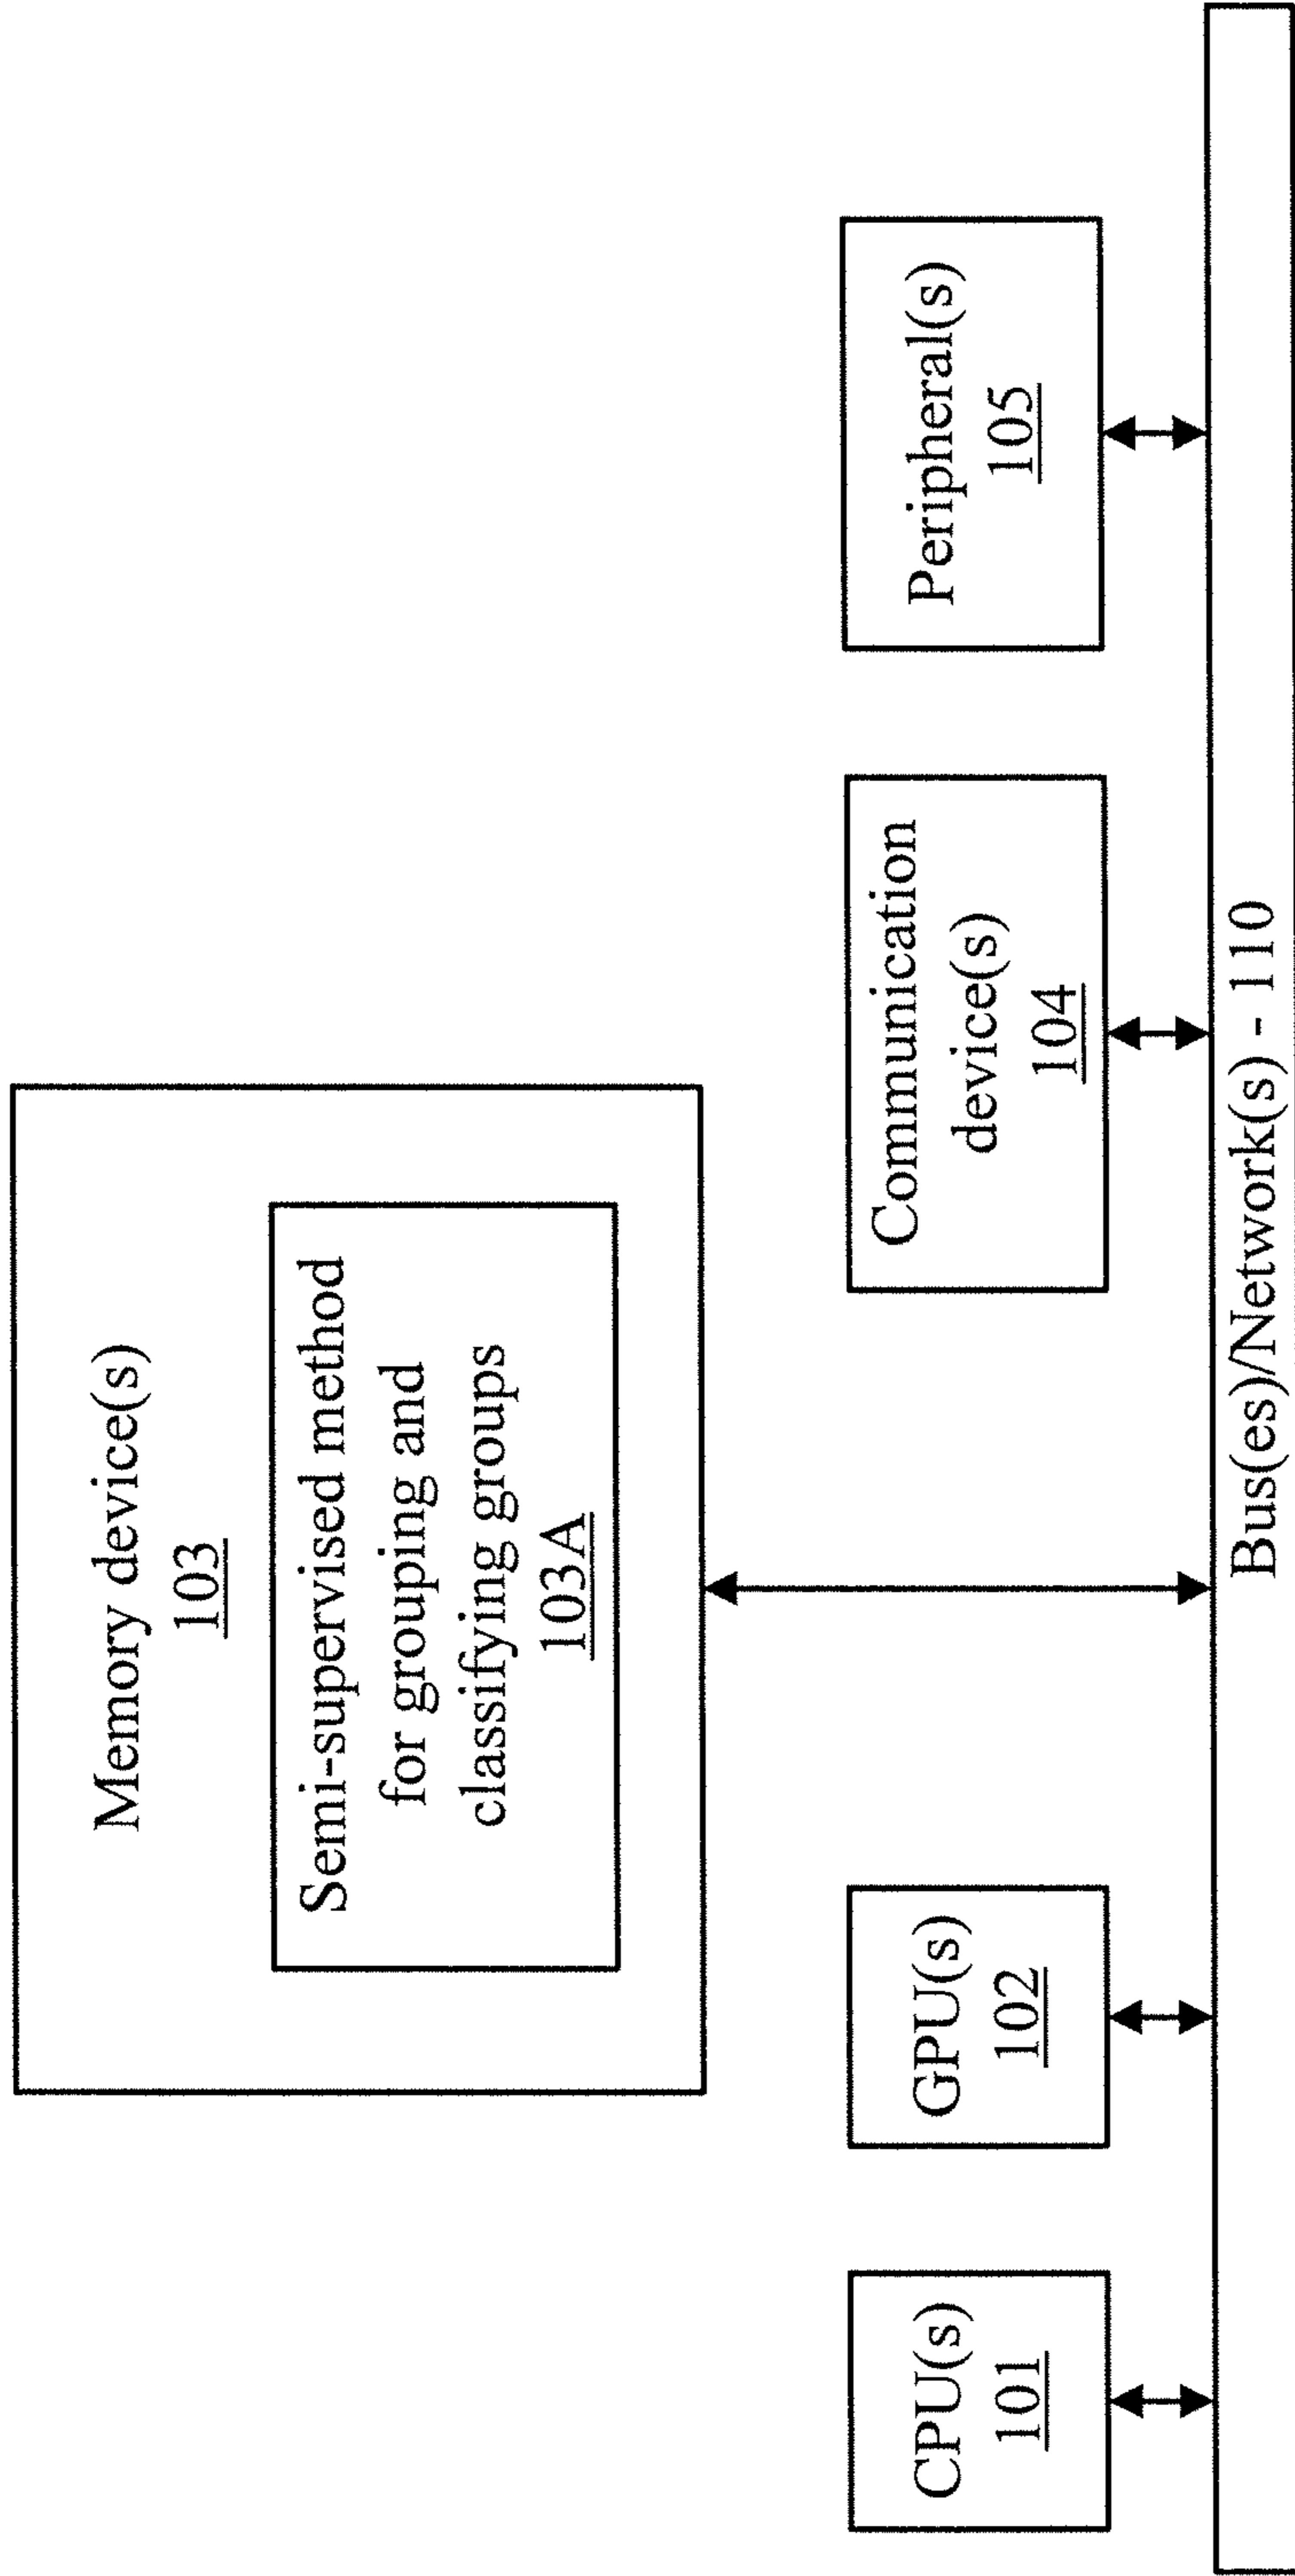 Memory device(s)
103
Semi-supervised method
for grouping and
classifying groups
103A
CPU(s)
101
GPU(s)
102
Communication
device(s)
104
Peripheral(s)
105
Bus(es)/Network(s) - 110